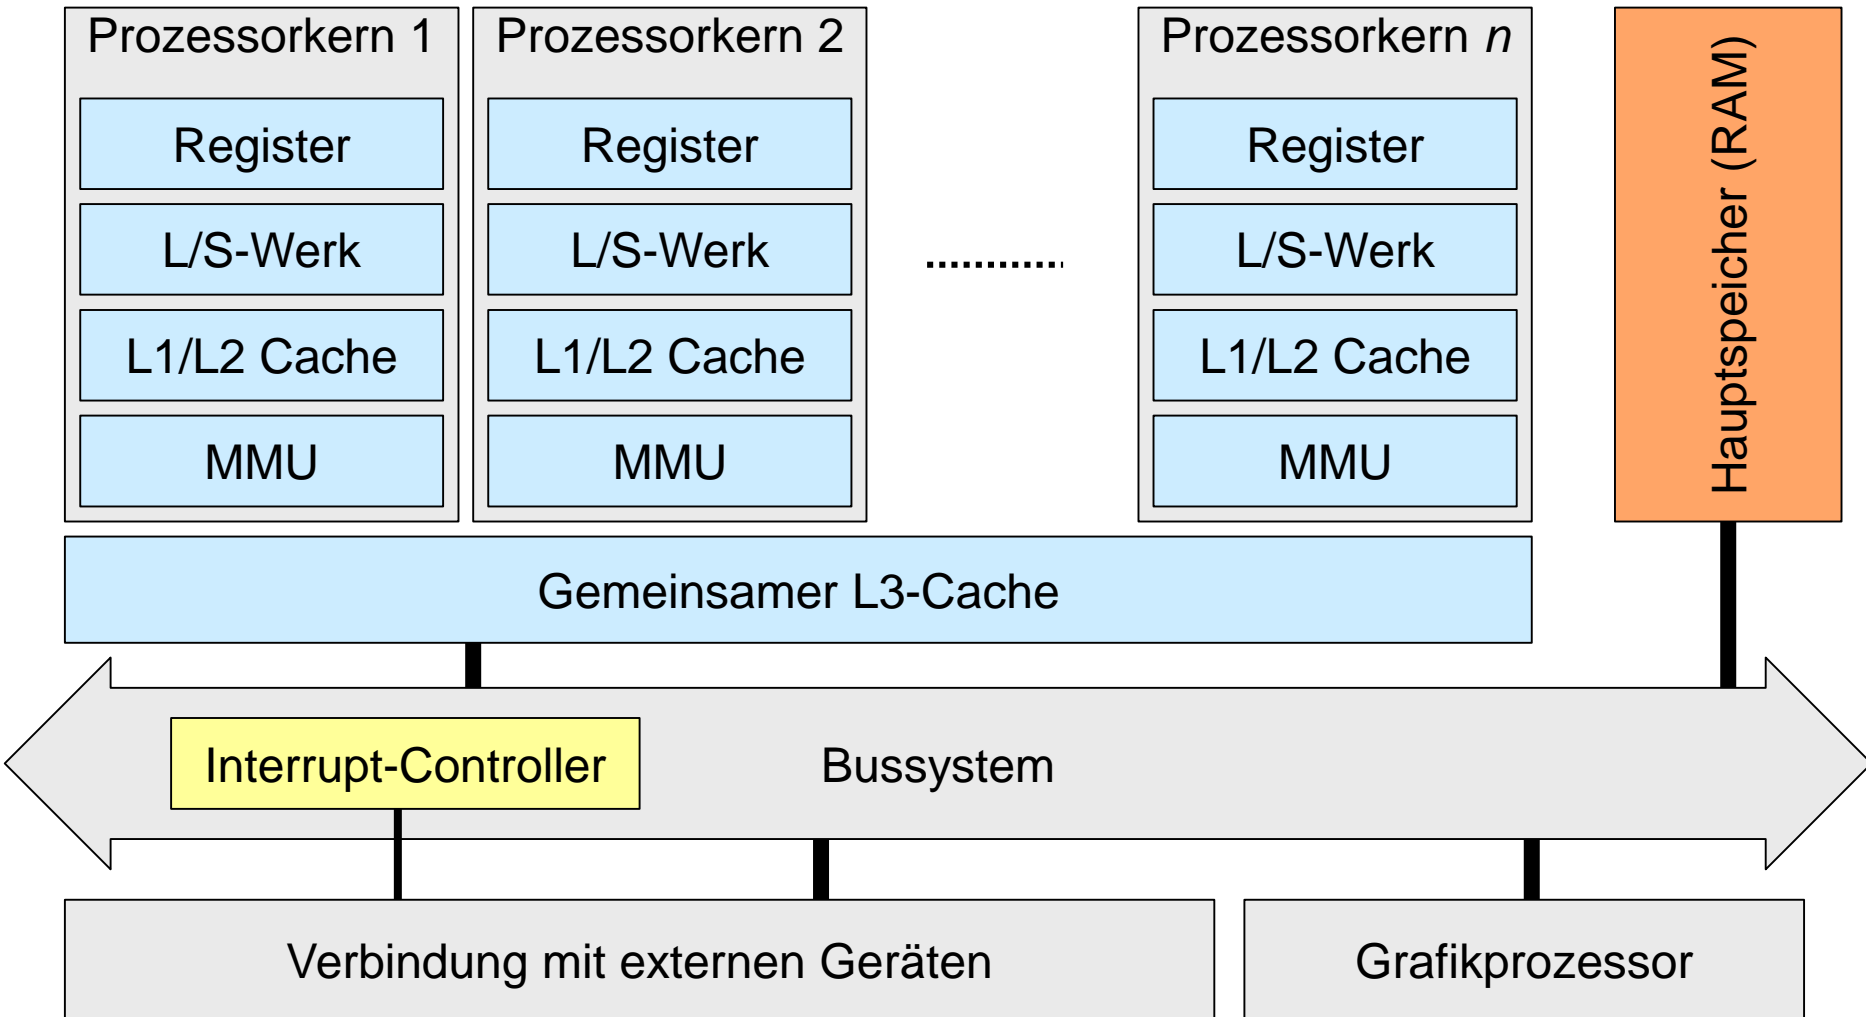 Prozessorkern 1
Register
L/S-Werk
L1/L2 Cache
MMU
Prozessorkern 2
Register
L/S-Werk
L1/L2 Cache
MMU
Prozessorkern n
Register
L/S-Werk
L1/L2 Cache
MMU
Hauptspeicher (RAM)
Gemeinsamer L3-Cache
Interrupt-Controller
Bussystem
Verbindung mit externen Geräten
Grafikprozessor